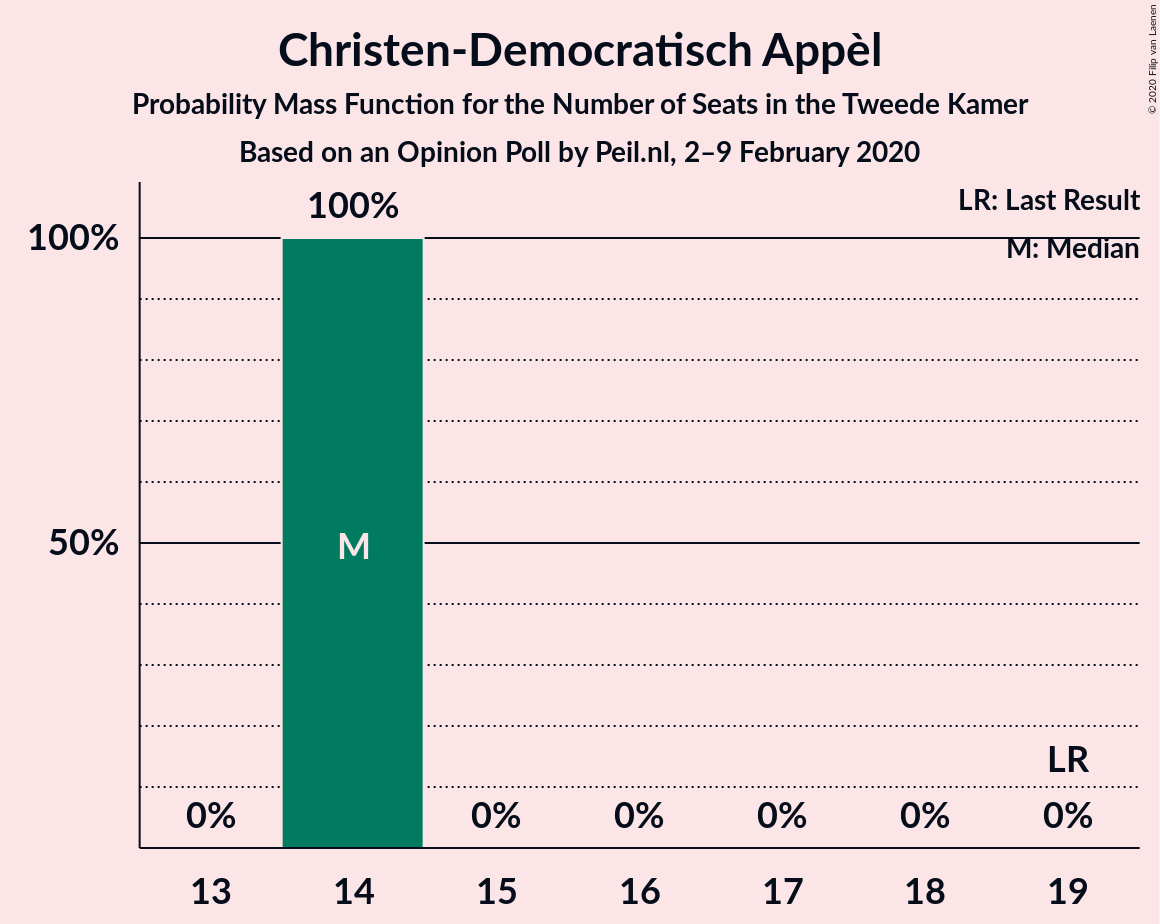 Christen-Democratisch Appèl
Probability Mass Function for the Number of Seats in the Tweede Kamer
Based on an Opinion Poll by Peil.nl, 2–9 February 2020
© 2020 Filip van Laenen
LR: Last Result
M: Median
100%
100%
50%
M
LR
0%
0%
0%
0%
0%
0%
13
14
15
16
17
18
19